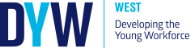 DYW
WEST
Developing the
Young Workforce